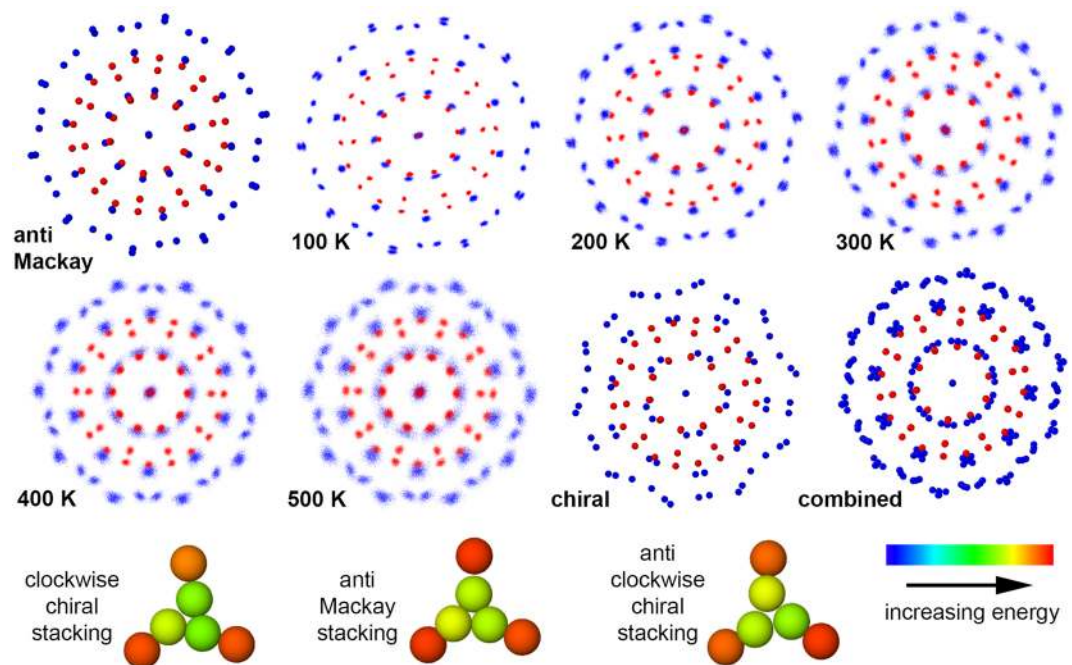 anti
Mackay
100 K
200 K
300 K
400 K
500 K
chiral
combined
clockwise
chiral
stacking
anti
Mackay
stacking
anti
clockwise
chiral
stacking
increasing energy